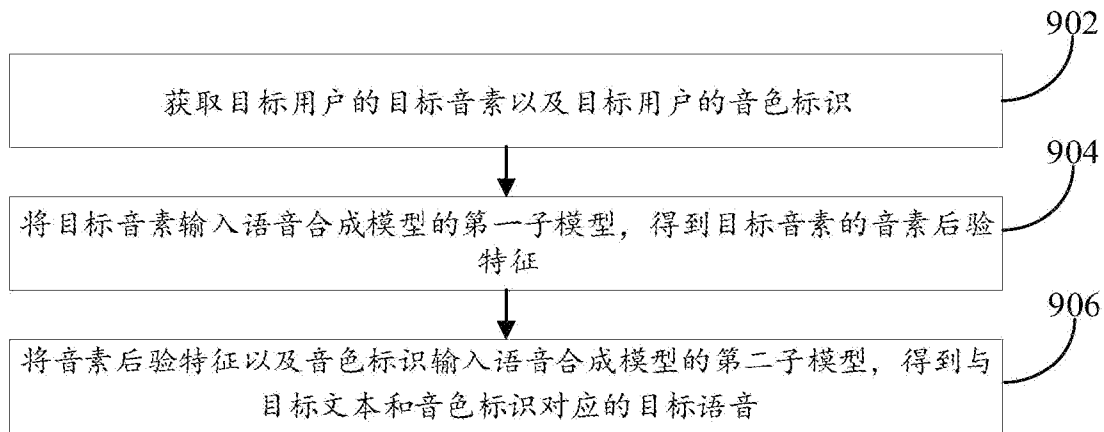 902
获取目标用户的目标音素以及目标用户的音色标识
904
将目标音素输入语音合成模型的第一子模型，得到目标音素的音素后验
特征
906
将音素后验特征以及音色标识输入语音合成模型的第二子模型，得到与
目标文本和音色标识对应的目标语音